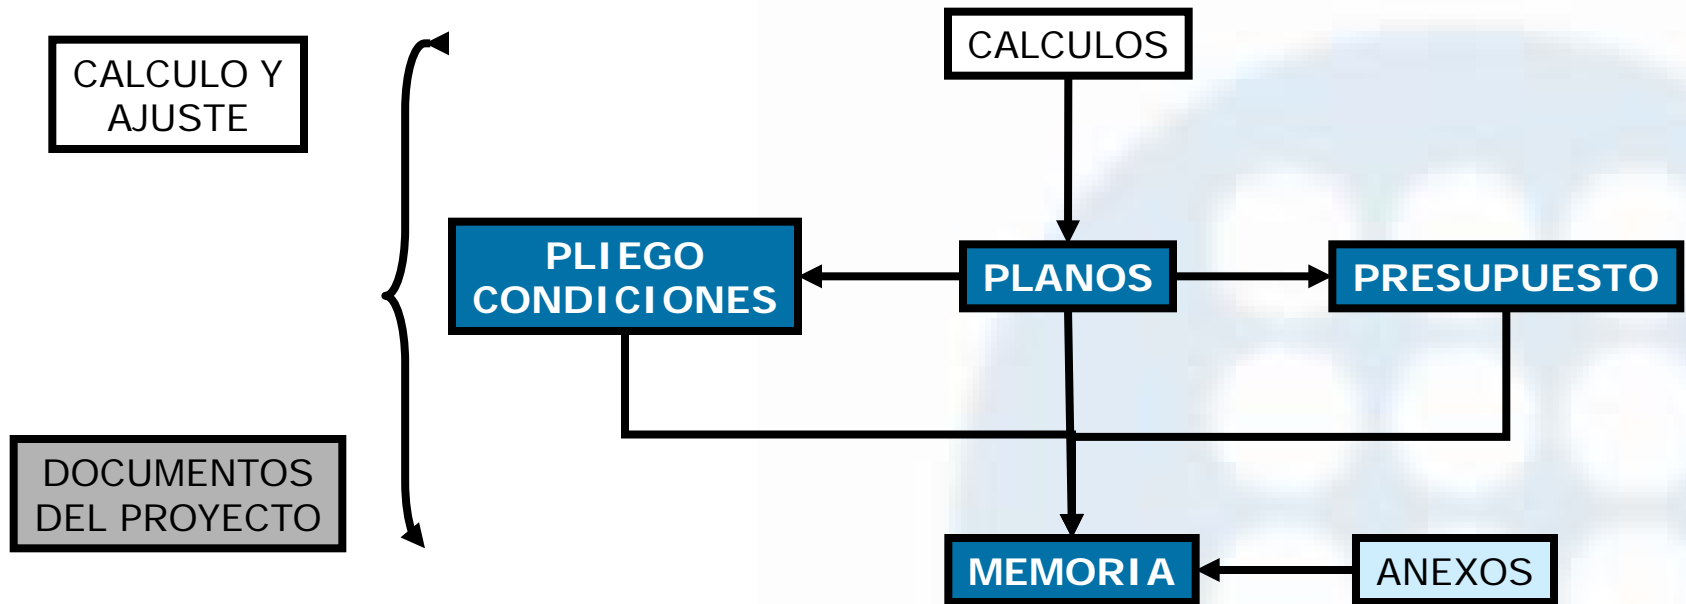 CALCULOS
CALCULO Y
AJUSTE
PLIEGO
CONDICIONES
PLANOS
PRESUPUESTO
DOCUMENTOS
DEL PROYECTO
MEMORIA
ANEXOS